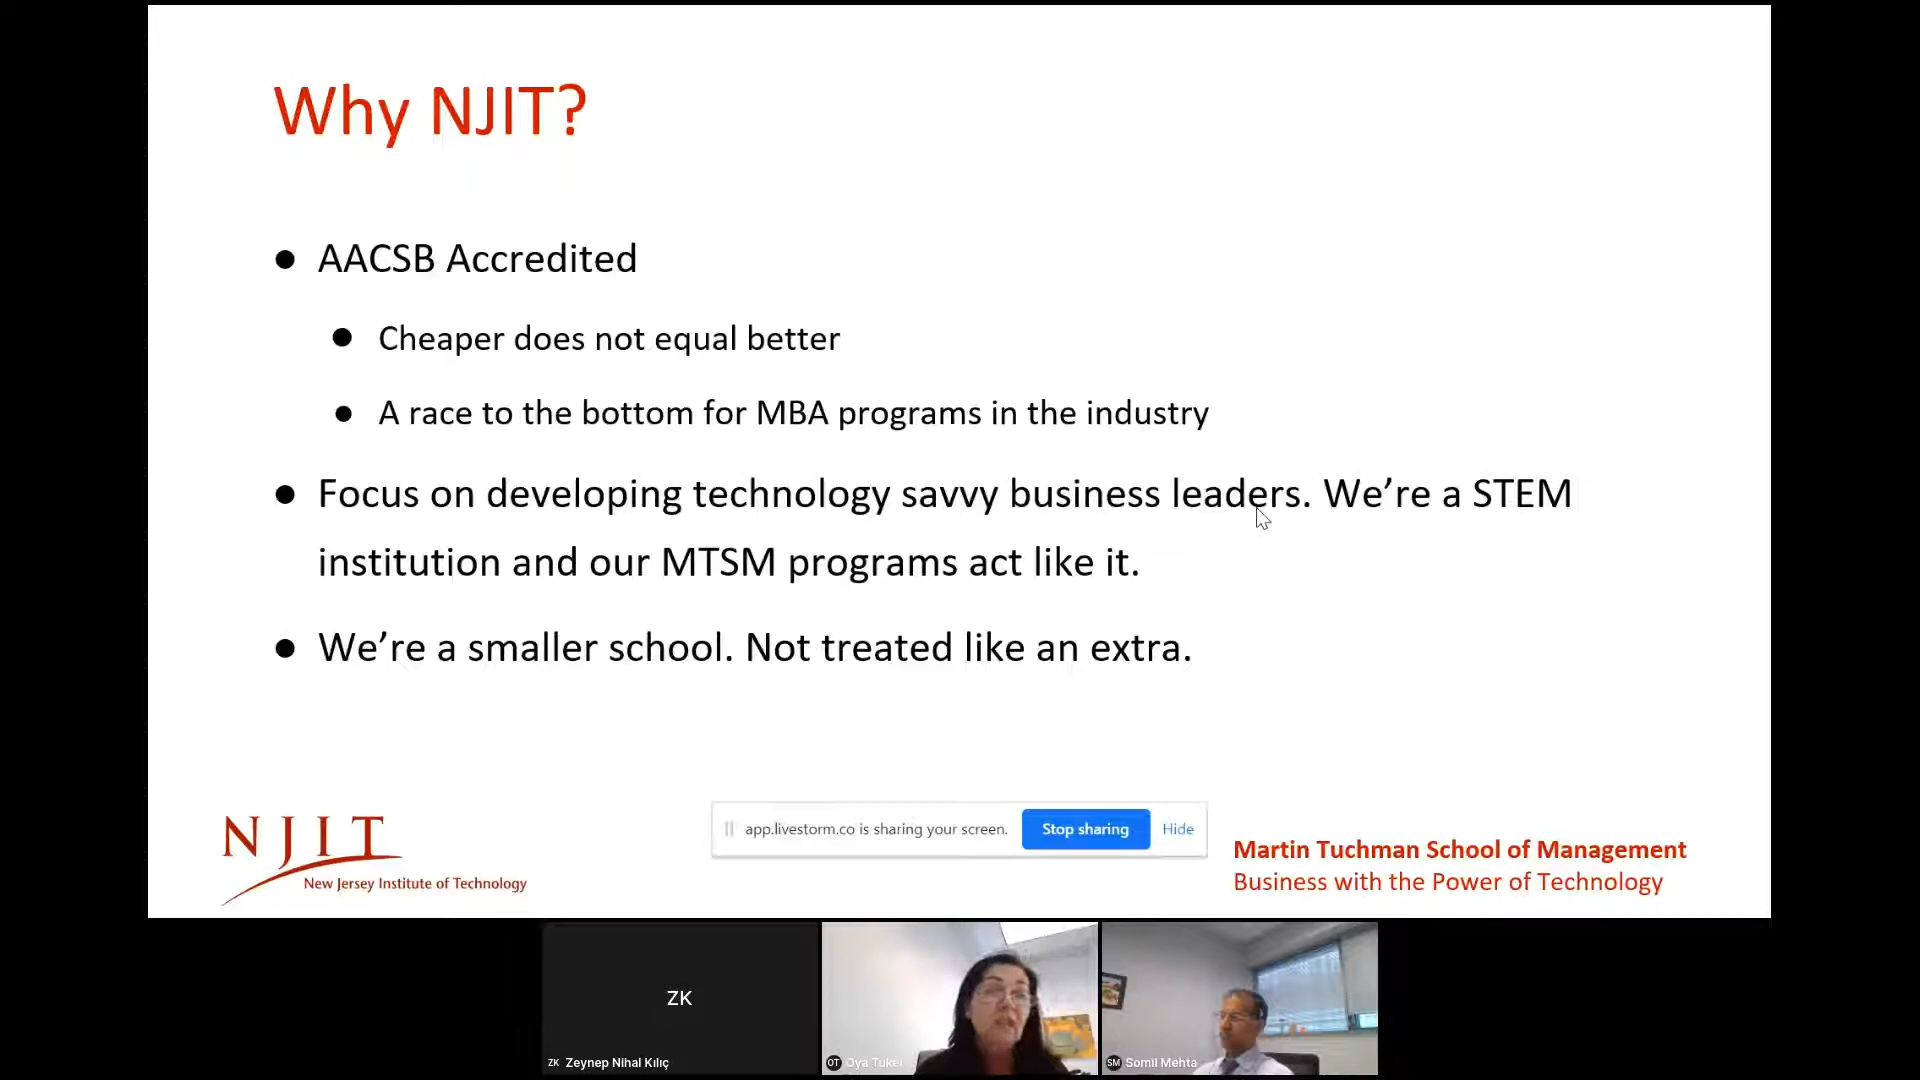 Why NJIT?
● AACSB Accredited
● Cheaper does not equal better
● A race to the bottom for MBA programs in the industry
● Focus on developing technology savvy business leaders. We’re a STEM
institution and our MTSM programs act like it.
● We’re a smaller school. Not treated like an extra.
NJIT
New Jersey Institute of Technology
app.livestorm.co is sharing your screen. Stop sharing Hide
Martin Tuchman School of Management
Business with the Power of Technology
ZK
ZK Zeynep Nihal Kılıç
OT Oya Tukel
SM Somil Mehta